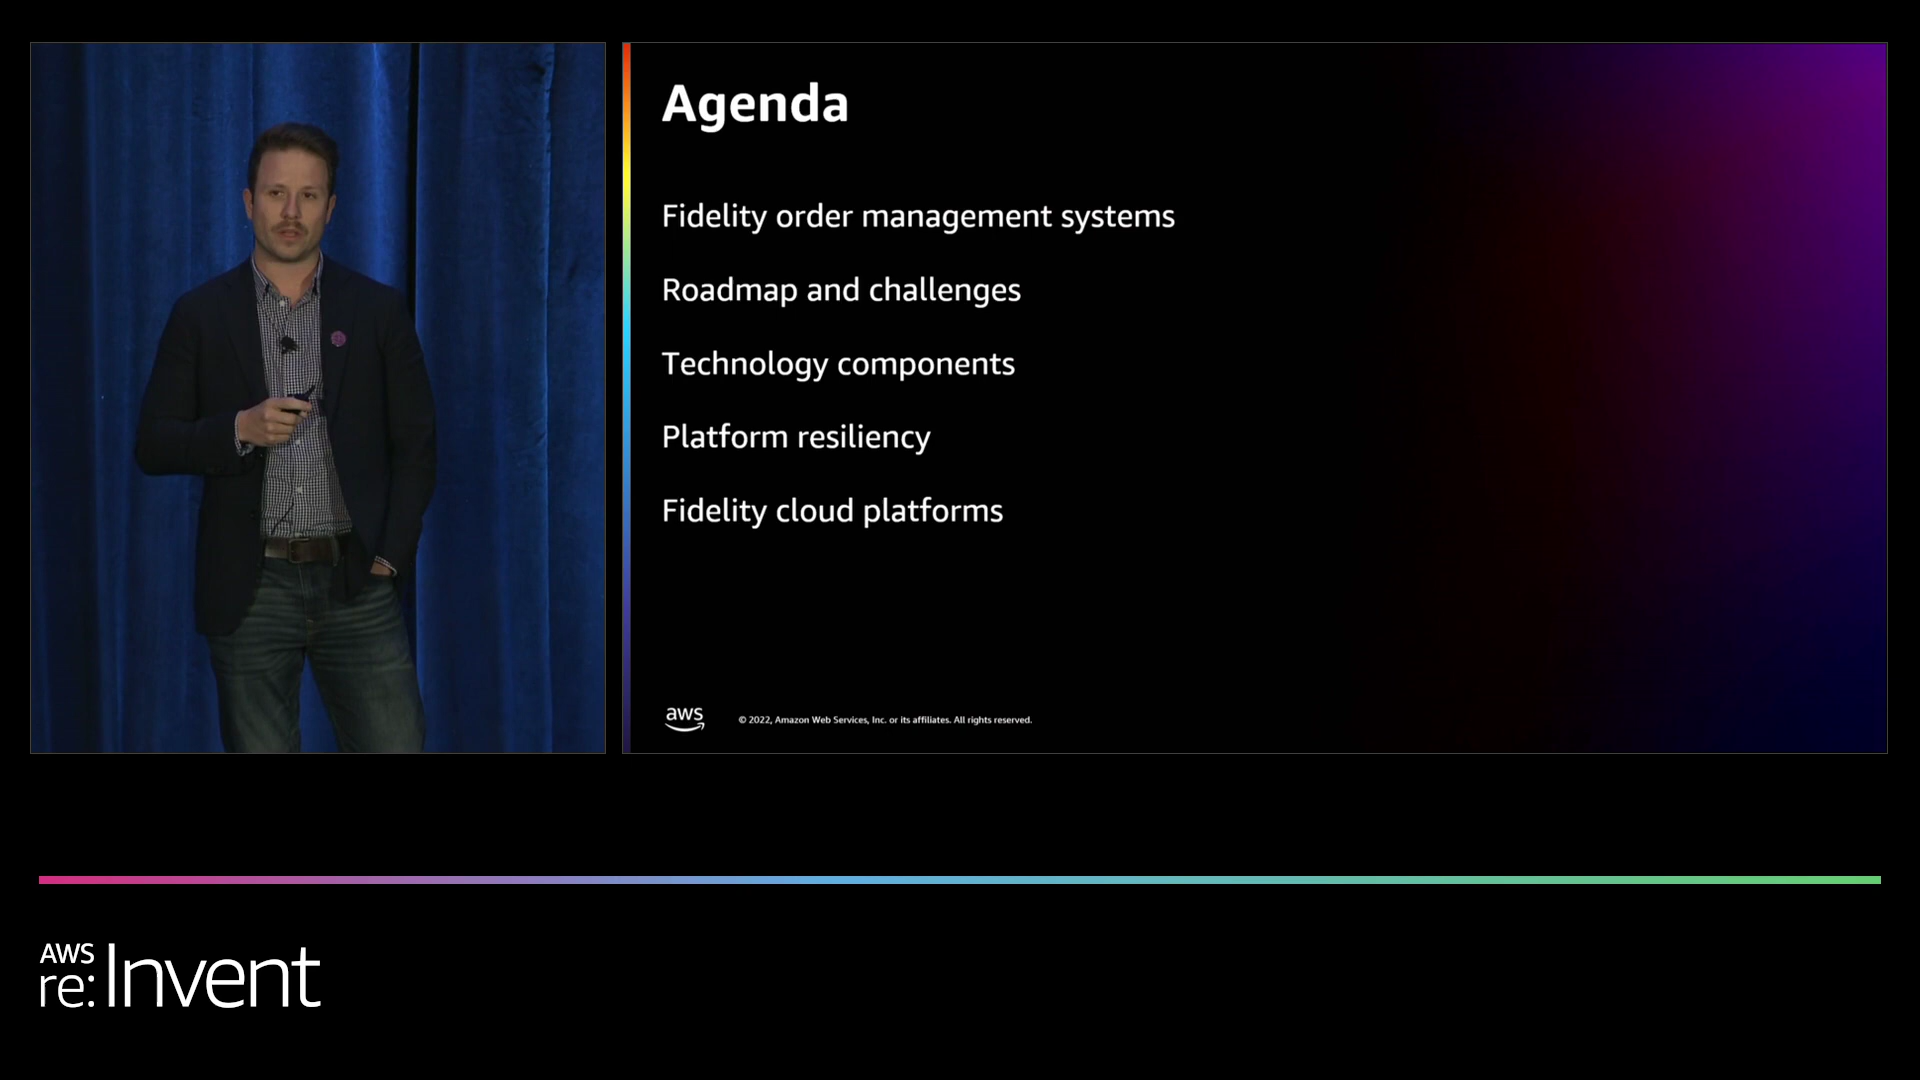 Agenda
Fidelity order management systems
Roadmap and challenges
Technology components
Platform resiliency
Fidelity cloud platforms
aws
© 2022, Amazon Web Services, Inc. or its affiliates. All rights reserved.
AWS
re:Invent